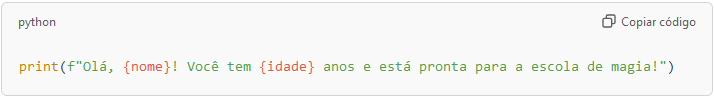 python
Copiar código
print(f"Olá, {nome}! Você tem {idade} anos e está pronta para a escola de magia!")